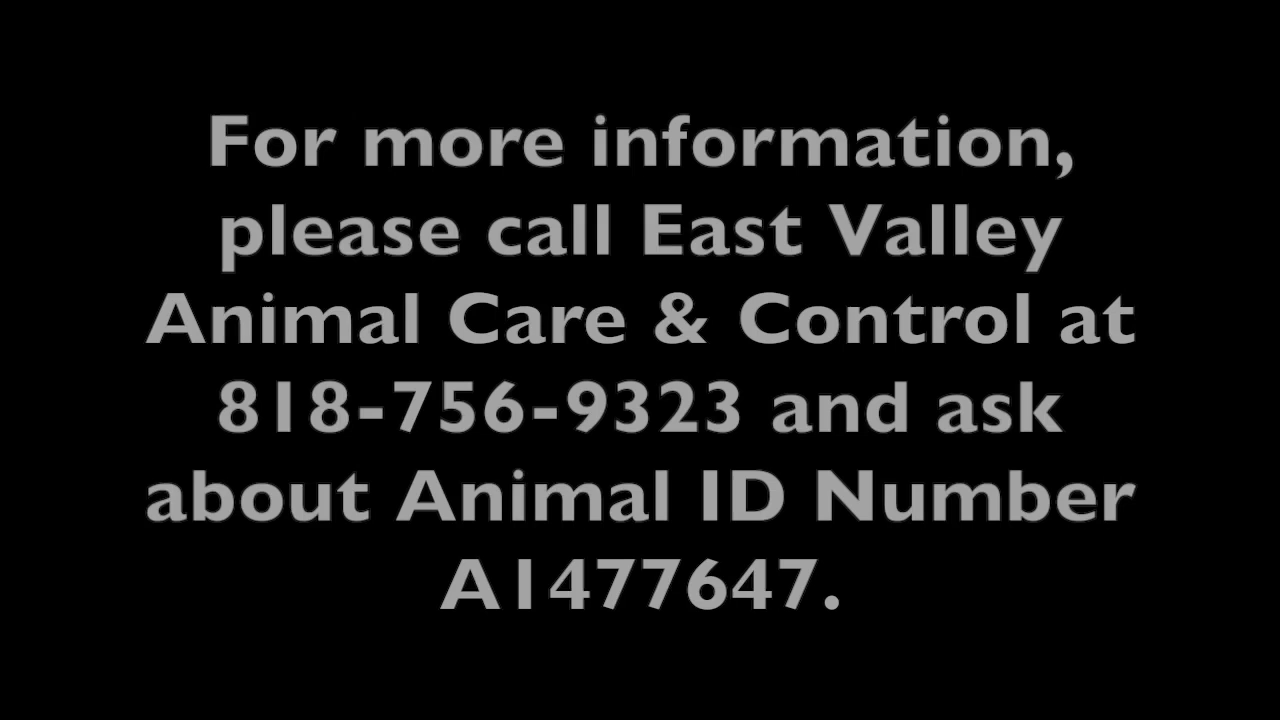 For more information,
please call East Valley
Animal Care & Control at
818-756-9323 and ask
about Animal ID Number
A1477647.